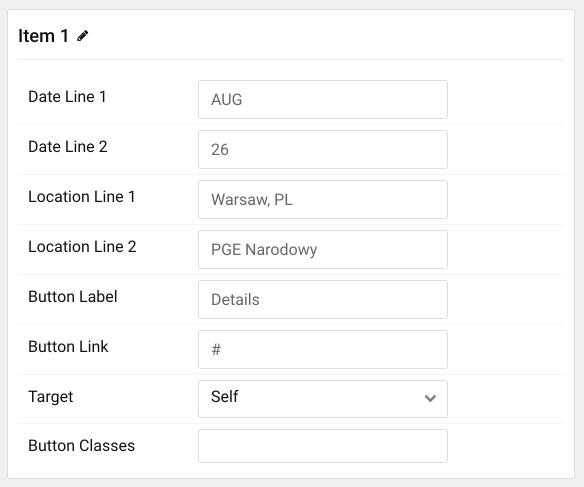 Item 1
Date Line 1 AUG
Date Line 2 26
Location Line 1 Warsaw, PL
Location Line 2 PGE Narodowy
Button Label Details
Button Link #
Target Self
Button Classes